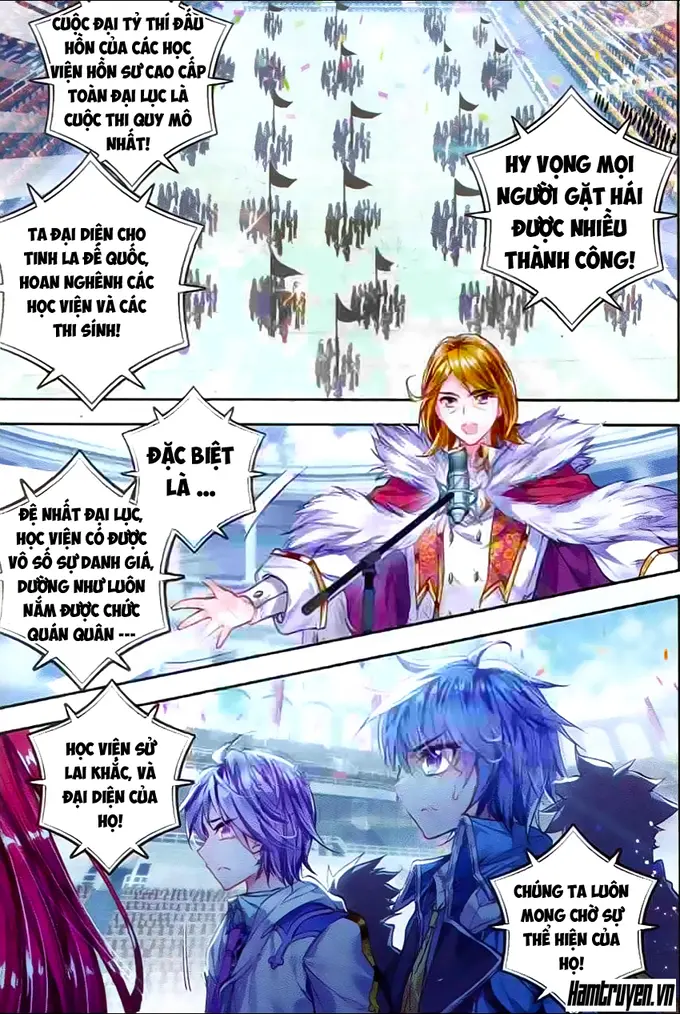 CUỘC ĐẠI TỶ THÍ ĐẤU
HỒN CỦA CÁC HỌC
VIỆN HỒN SƯ CAO CẤP
TOÀN ĐẠI LỤC LÀ
CUỘC THI QUY MÔ
NHẤT!
HY VỌNG MỌI
NGƯỜI GẶT HÁI
ĐƯỢC NHIỀU
THÀNH CÔNG!
TA ĐẠI DIỆN CHO
TINH LA ĐẾ QUỐC,
HOAN NGHÊNH CÁC
HỌC VIỆN VÀ CÁC
THI SÍNH!
ĐẶC BIỆT
LÀ ...
ĐỆ NHẤT ĐẠI LỤC,
HỌC VIỆN CÓ ĐƯỢC
VÔ SỐ SỰ DANH GIÁ,
DƯỜNG NHƯ LUÔN
NẮM ĐƯỢC CHỨC
QUÁN QUÂN ---
HỌC VIỆN SỬ
LAI KHẮC, VÀ
ĐẠI DIỆN CỦA
HỌ!
CHÚNG TA LUÔN
MONG CHỜ SỰ
THỂ HIỆN CỦA
HỌ!
Hamtruyen.vn